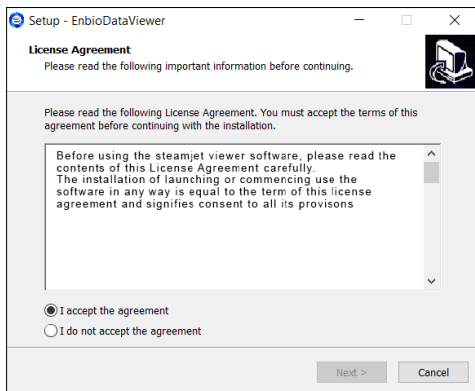 Setup - EnbioDataViewer
License Agreement
Please read the following important information before continuing.
Please read the following License Agreement. You must accept the terms of this
agreement before continuing with the installation.
Before using the steamjet viewer software, please read the
contents of this License Agreement carefully.
The installation of launching or commencing use the
software in any way is equal to the term of this license
agreement and signifies consent to all its provisons
I accept the agreement
I do not accept the agreement
Next >
Cancel